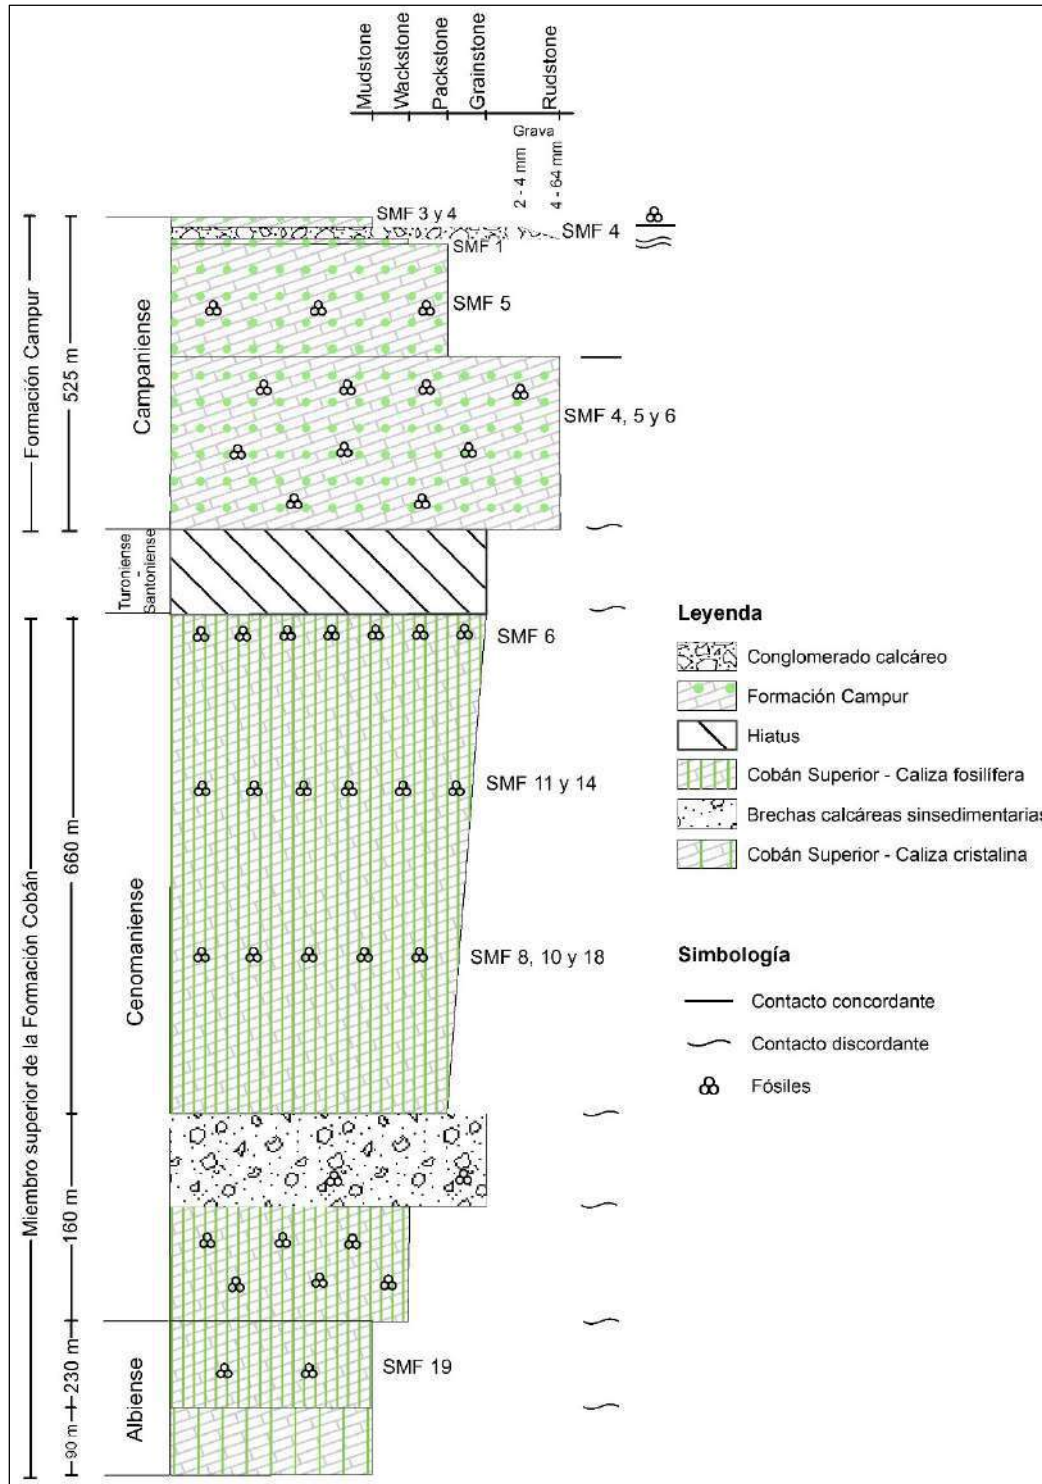 Mudstone
Wackstone
Packstone
Grainstone
Rudstone
Grava
2 - 4 mm
4 - 64 mm
SMF 3 y 4
SMF 4
SMF 1
SMF 5
Formación Campur
525 m
Campaniense
SMF 4, 5 y 6
Turoniense
-
Santoniense
SMF 6
SMF 11 y 14
SMF 8, 10 y 18
Miembro superior de la Formación Cobán
660 m
Cenomaniense
160 m
230 m
90 m
Albiense
SMF 19
Leyenda
Conglomerado calcáreo
Formación Campur
Hiatus
Cobán Superior - Caliza fosilífera
Brechas calcáreas sinsedimentarias
Cobán Superior - Caliza cristalina
Simbología
Contacto concordante
Contacto discordante
Fósiles